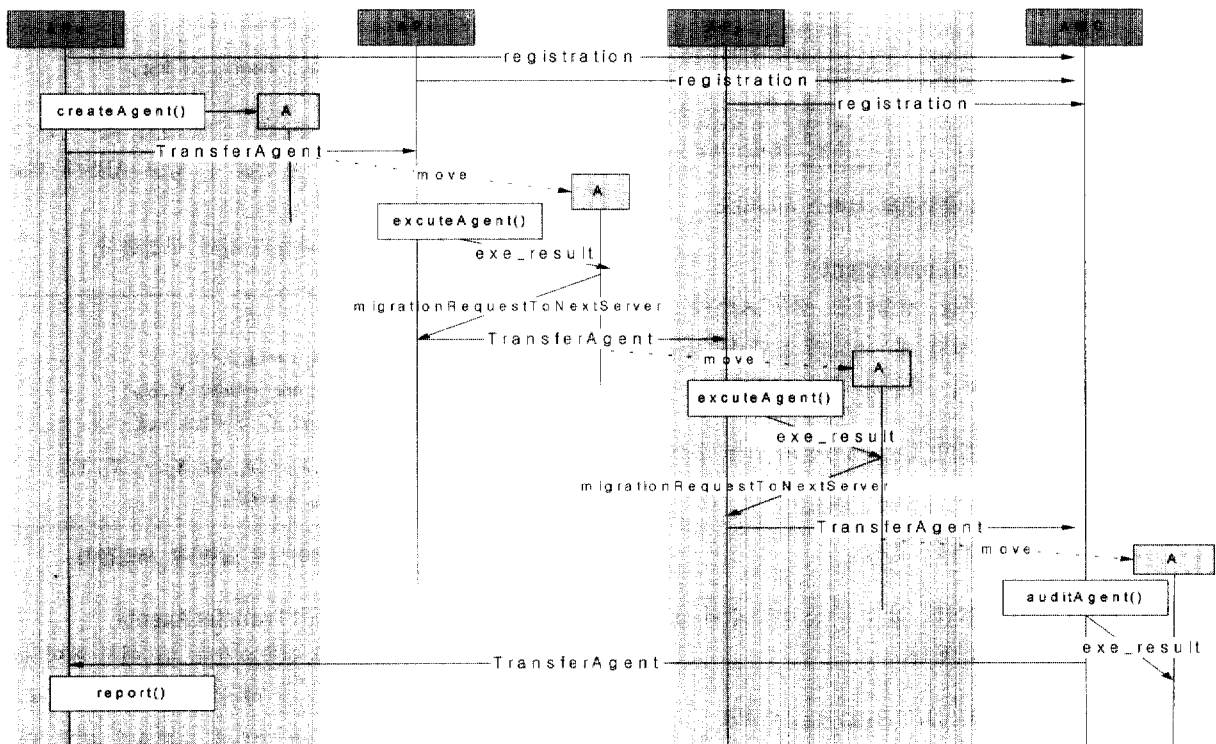 registration
registration
registration
createAgent()
A
TransferAgent
move
A
excuteAgent()
exe_result
migrationRequestToNextServer
TransferAgent
move
A
excuteAgent()
exe_result
migrationRequestToNextServer
TransferAgent
move
A
auditAgent()
exe_result
TransferAgent
report()